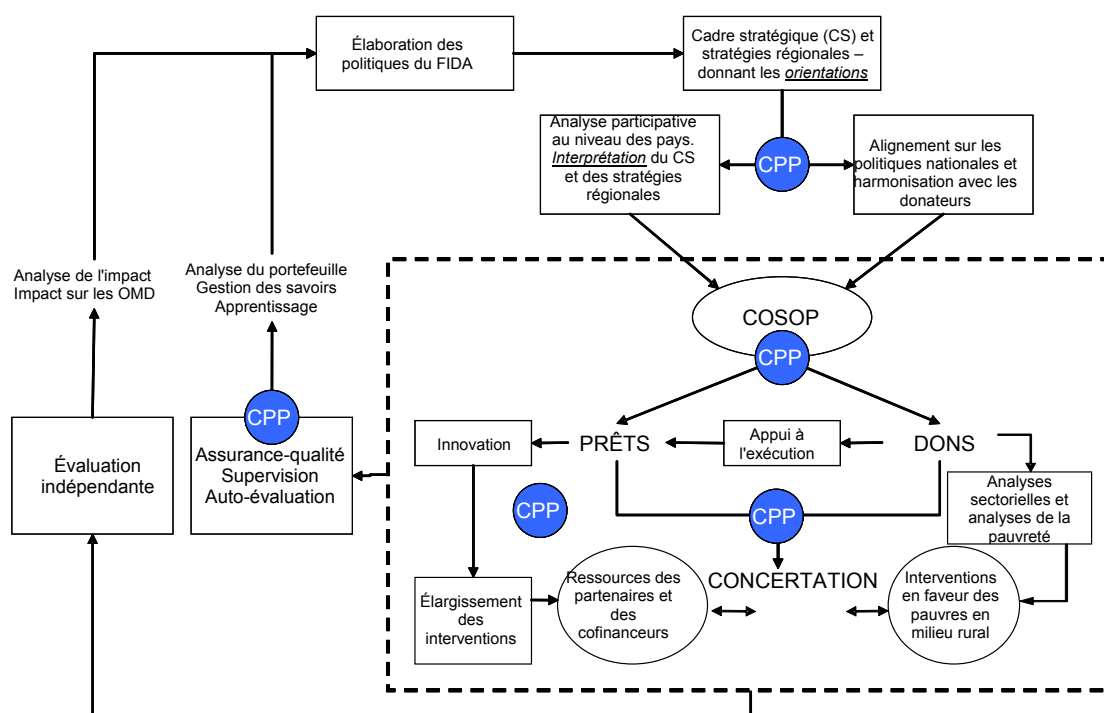 Élaboration des
politiques du FIDA
Cadre stratégique (CS) et
stratégies régionales –
donnant les orientations
Analyse participative
au niveau des pays.
Interprétation du CS
et des stratégies
régionales
CPP
Alignement sur les
politiques nationales et
harmonisation avec les
donateurs
Analyse de l'impact
Impact sur les OMD
Analyse du portefeuille
Gestion des savoirs
Apprentissage
COSOP
CPP
CPP
Évaluation
indépendante
Assurance-qualité
Supervision
Auto-évaluation
Innovation
PRÊTS
Appui à
l'exécution
DONS
Analyses
sectorielles et
analyses de la
pauvreté
CPP
CPP
Élargissement
des
interventions
Ressources des
partenaires et
des
cofinanceurs
CONCERTATION
Interventions
en faveur des
pauvres en
milieu rural